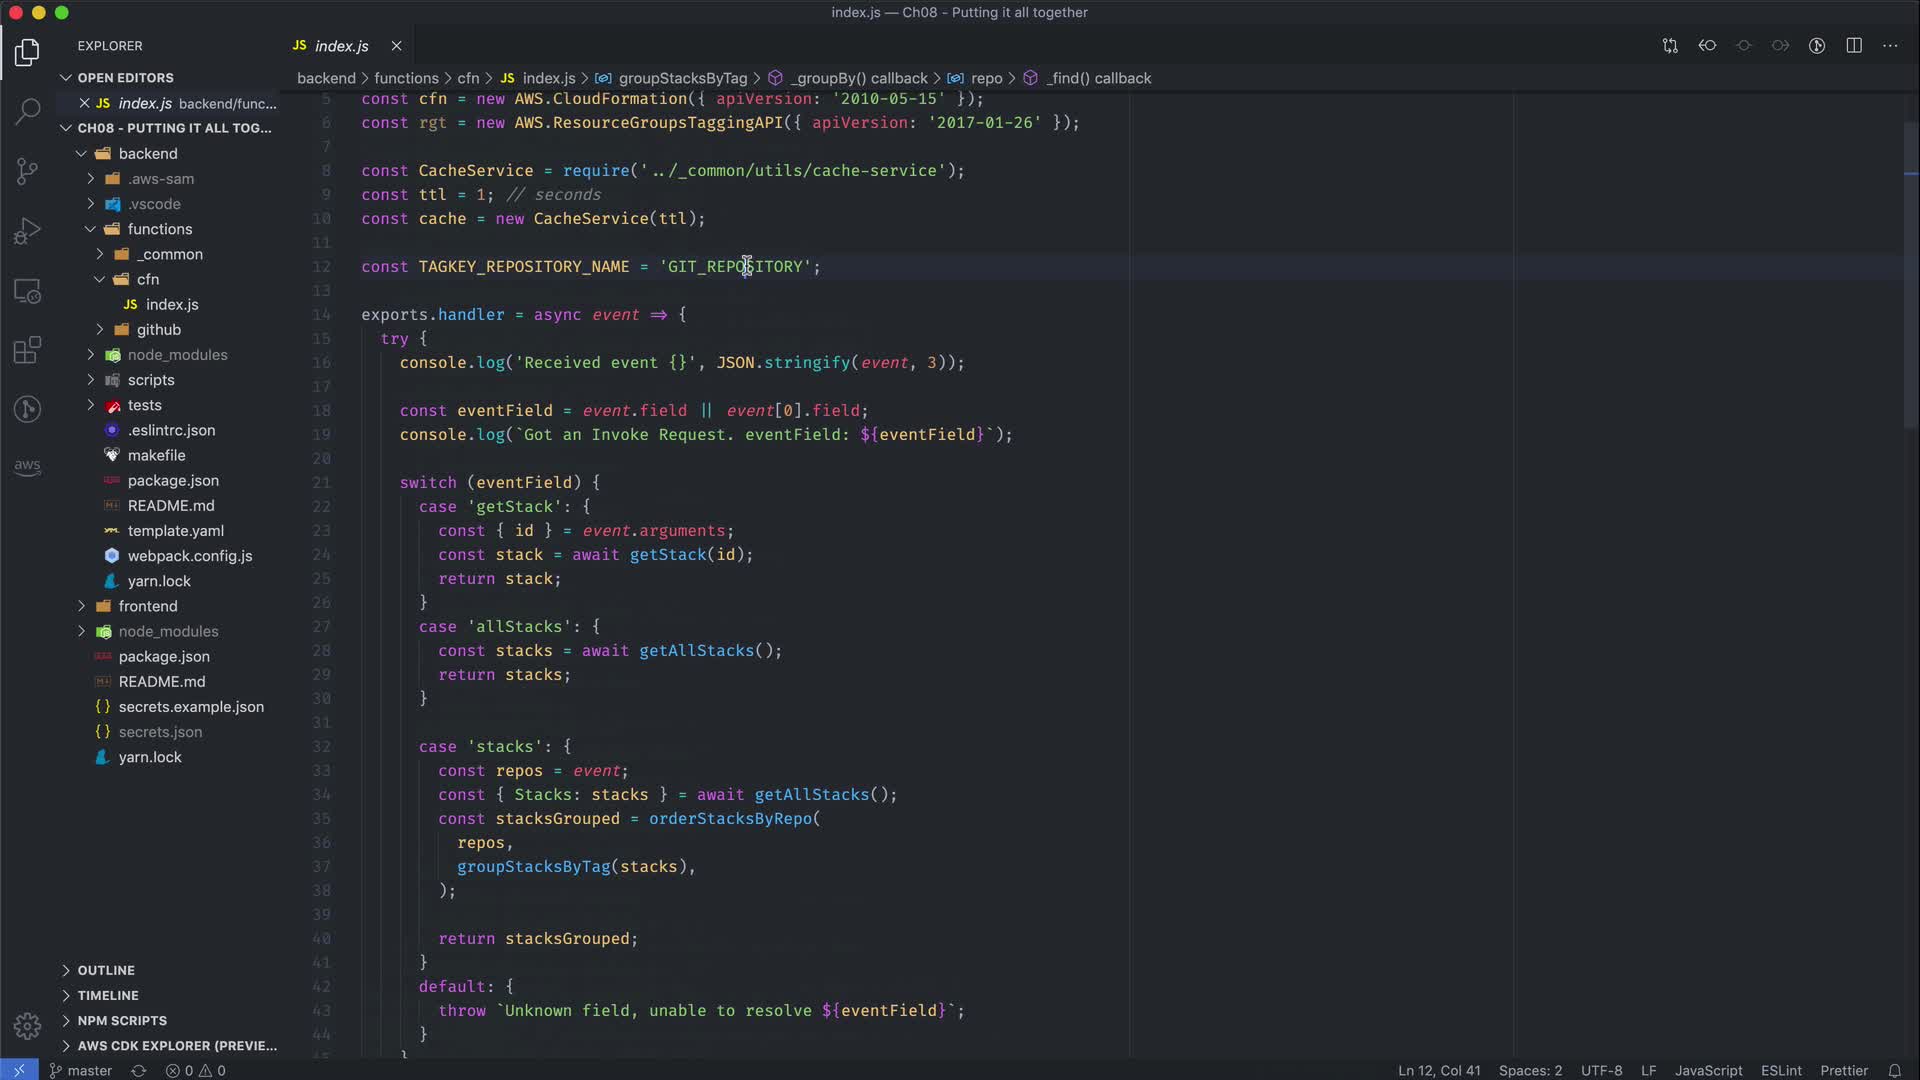 index.js — Ch08 - Putting it all together
EXPLORER
JS index.js
OPEN EDITORS
JS index.js backend/func...
CH08 - PUTTING IT ALL TOG...
backend
.aws-sam
.vscode
functions
_common
cfn
JS index.js
github
node_modules
scripts
tests
.eslintrc.json
makefile
package.json
README.md
template.yaml
webpack.config.js
yarn.lock
frontend
node_modules
package.json
README.md
{ } secrets.example.json
{ } secrets.json
yarn.lock
OUTLINE
TIMELINE
NPM SCRIPTS
AWS CDK EXPLORER (PREVIE...
aws
backend > functions > cfn > JS index.js > groupStacksByTag > _groupBy() callback > repo > _find() callback
5 const cfn = new AWS.CloudFormation({ apiVersion: '2010-05-15' });
6 const rgt = new AWS.ResourceGroupsTaggingAPI({ apiVersion: '2017-01-26' });
7
8 const CacheService = require('../_common/utils/cache-service');
9 const ttl = 1; // seconds
10 const cache = new CacheService(ttl);
11
12 const TAGKEY_REPOSITORY_NAME = 'GIT_REPOSITORY';
13
14 exports.handler = async event => {
15 try {
16 console.log('Received event {}', JSON.stringify(event, 3));
17
18 const eventField = event.field || event[0].field;
19 console.log(`Got an Invoke Request. eventField: ${eventField}`);
20
21 switch (eventField) {
22 case 'getStack': {
23 const { id } = event.arguments;
24 const stack = await getStack(id);
25 return stack;
26 }
27 case 'allStacks': {
28 const stacks = await getAllStacks();
29 return stacks;
30 }
31
32 case 'stacks': {
33 const repos = event;
34 const { Stacks: stacks } = await getAllStacks();
35 const stacksGrouped = orderStacksByRepo(
36 repos,
37 groupStacksByTag(stacks),
38 );
39
40 return stacksGrouped;
41 }
42 default: {
43 throw `Unknown field, unable to resolve ${eventField}`;
44 }
45 }
master 0 0 Ln 12, Col 41 Spaces: 2 UTF-8 LF JavaScript ESLint Prettier